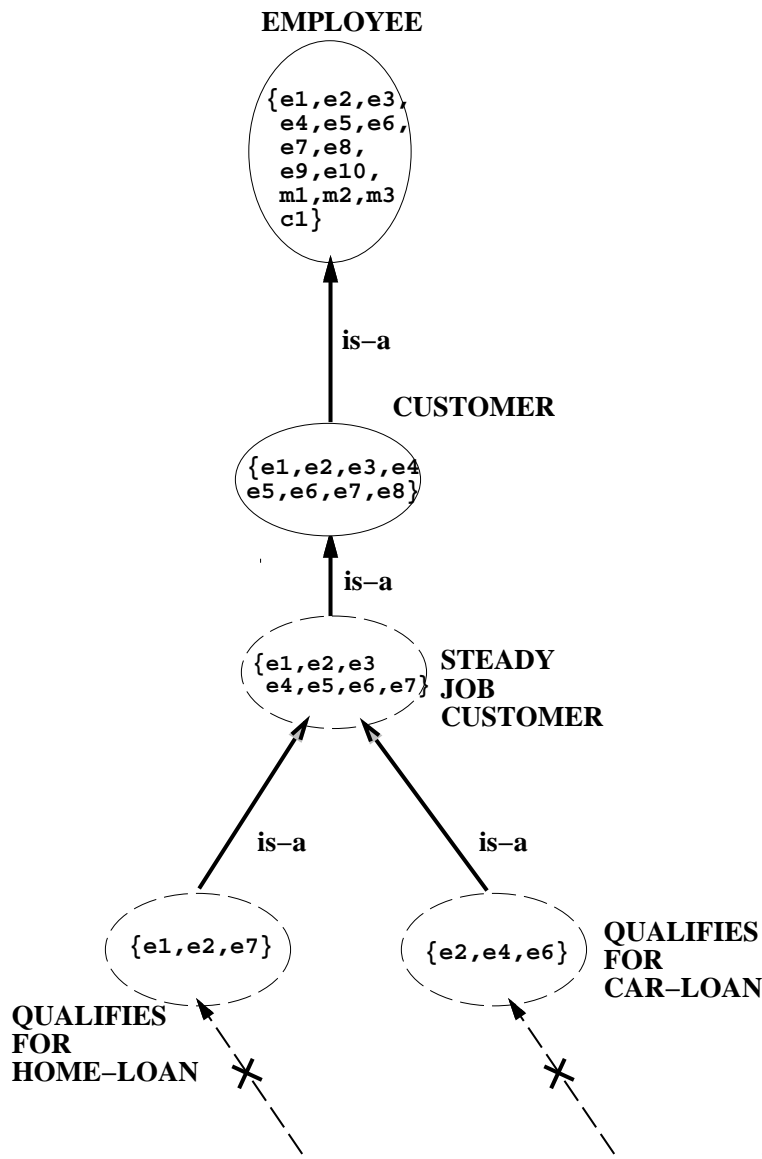 EMPLOYEE
{e1,e2,e3,
e4,e5,e6,
e7,e8,
e9,e10,
m1,m2,m3
c1}
is−a
CUSTOMER
{e1,e2,e3,e4
e5,e6,e7,e8}
is−a
{e1,e2,e3
e4,e5,e6,e7}
STEADY
JOB
CUSTOMER
is−a
is−a
{e1,e2,e7}
{e2,e4,e6}
QUALIFIES
FOR
CAR−LOAN
QUALIFIES
FOR
HOME−LOAN